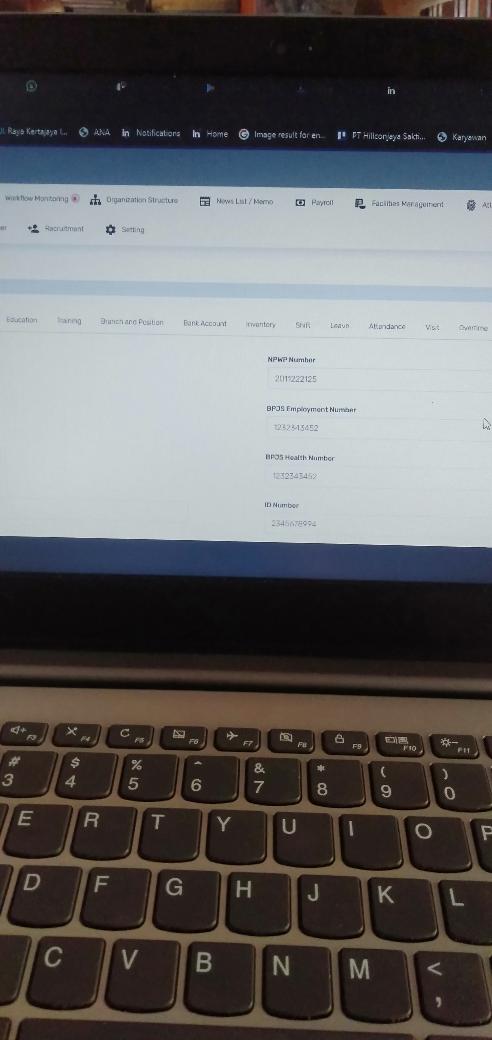 Raya Kertajaya I... ANA in Notifications in Home Image result for en... PT Hillconjaya Sakti... Karyawan
Workflow Monitoring Organization Structure News List / Memo Payroll Facilities Management
Recruitment Setting
Education Training Branch and Position Bank Account Inventory Shift Leave Attendance Visit Overtime
NPWP Number
2011222125
BPJS Employment Number
1232343452
BPJS Health Number
1232343452
ID Number
2345678994
F3 F4 F5 F6 F7 F8 F9 F10 F11
# $ % ^ & * ( )
3 4 5 6 7 8 9 0
E R T Y U I O P
D F G H J K L
C V B N M <
,